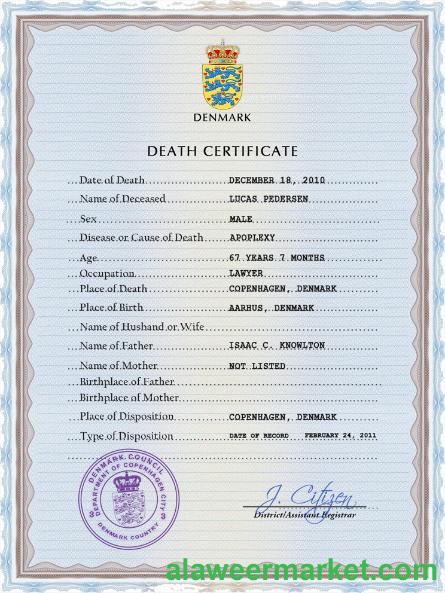 DENMARK
DEATH CERTIFICATE
Date of Death DECEMBER 18, 2010
Name of Deceased LUCAS PEDERSEN
Sex MALE
Disease or Cause of Death APOPLEXY
Age 67 YEARS 7 MONTHS
Occupation LAWYER
Place of Death COPENHAGEN, DENMARK
Place of Birth AARHUS, DENMARK
Name of Husband or Wife
Name of Father ISAAC C. KNOWLTON
Name of Mother NOT LISTED
Birthplace of Father
Birthplace of Mother
Place of Disposition COPENHAGEN, DENMARK
Type of Disposition DATE OF RECORD FEBRUARY 24, 2011
DENMARK COUNCIL
DEPARTMENT OF COPENHAGEN CITY
DENMARK COUNTRY
J. Citizen
District/Assistant Registrar
alaweermarket.com